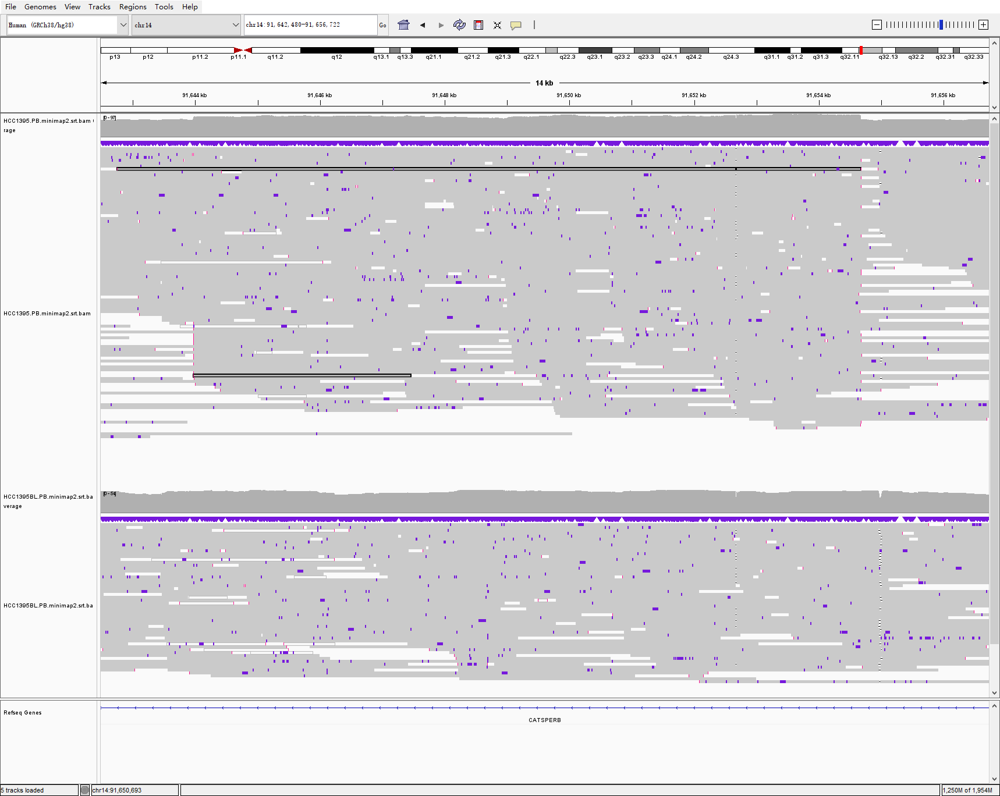 File Genomes View Tracks Regions Tools Help
Human (GRCh38/hg38) chr14 chr14:91,642,480-91,656,722 Go
p13 p12 p11.2 p11.1 q11.2 q12 q13.1 q13.3 q21.1 q21.2 q21.3 q22.1 q22.3 q23.1 q23.2 q23.3 q24.1 q24.2 q24.3 q31.1 q31.2 q31.3 q32.11 q32.13 q32.2 q32.31 q32.33
14 kb
91,644 kb 91,646 kb 91,648 kb 91,650 kb 91,652 kb 91,654 kb 91,656 kb
HCC1395.PB.minimap2.srt.bam
rage
[0-97]
HCC1395.PB.minimap2.srt.bam
HCC1395BL.PB.minimap2.srt.ba
verage
[0-54]
HCC1395BL.PB.minimap2.srt.ba
Refseq Genes
CATSPERB
5 tracks loaded chr14:91,650,693 1,250M of 1,954M